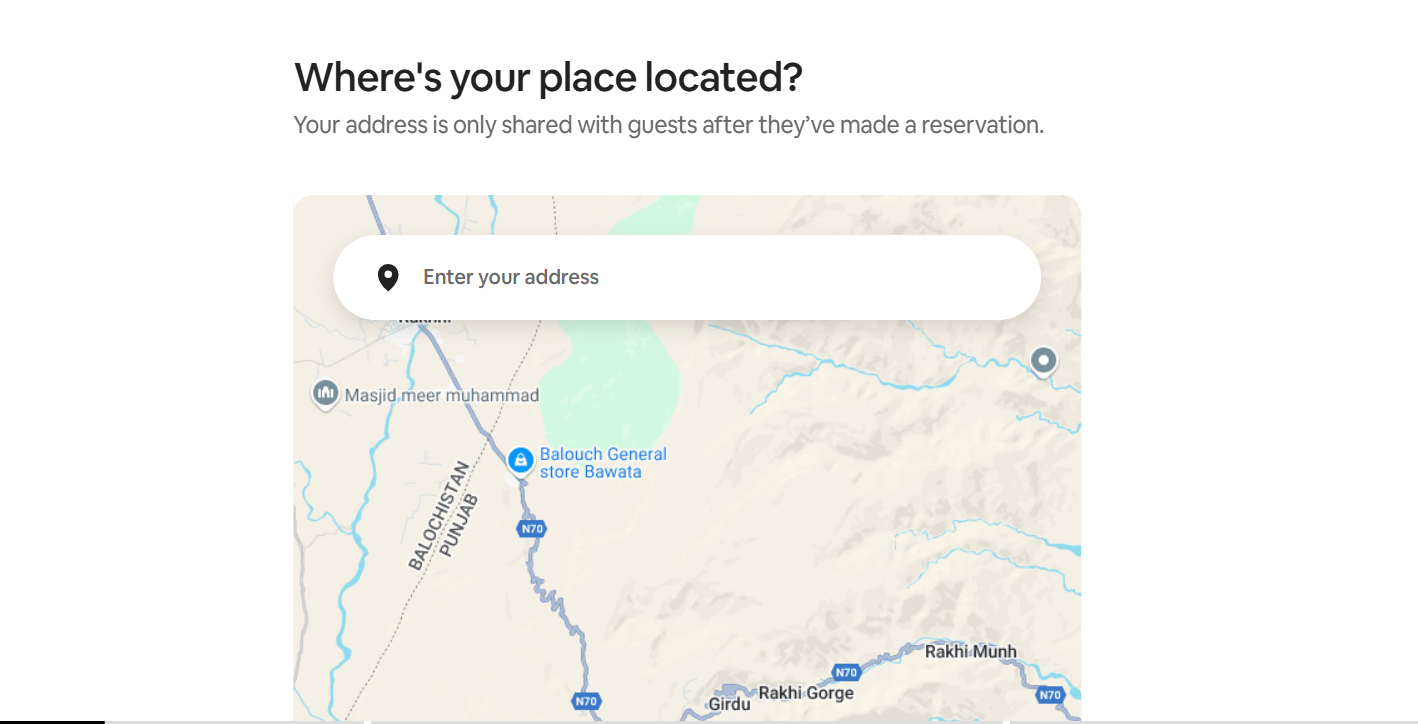 Where's your place located?
Your address is only shared with guests after they’ve made a reservation.
Enter your address
Masjid meer muhammad
Balouch General
store Bawata
BALOCHISTAN
PUNJAB
N70
Rakhi Munh
N70
Rakhi Gorge
N70
Girdu
N70